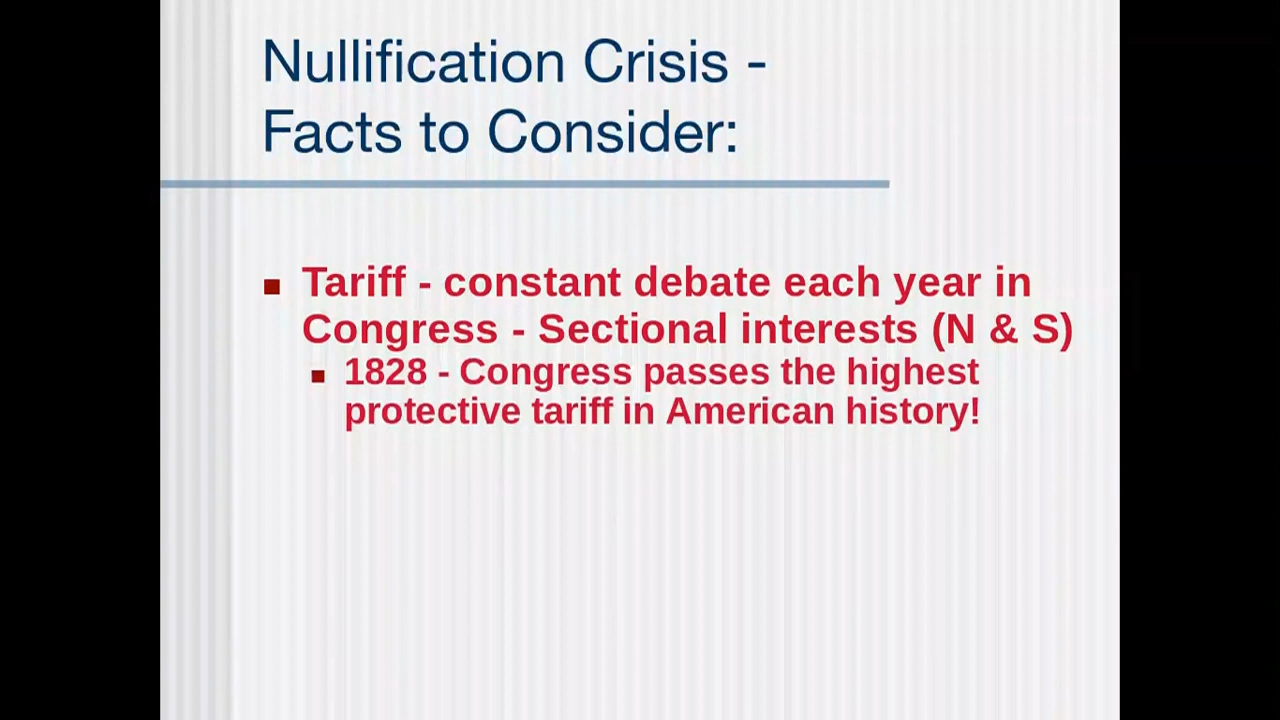 Nullification Crisis -
Facts to Consider:
Tariff - constant debate each year in
Congress - Sectional interests (N & S)
1828 - Congress passes the highest
protective tariff in American history!